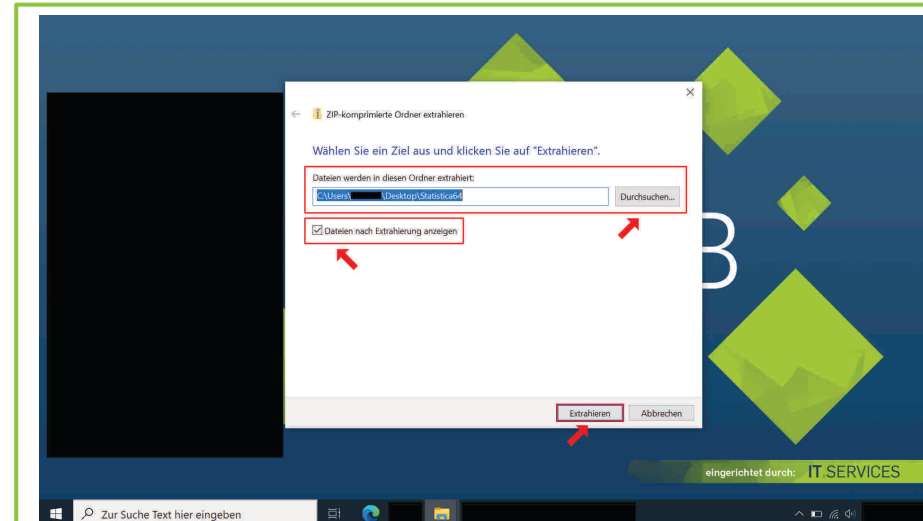 ZIP-komprimierte Ordner extrahieren
Wählen Sie ein Ziel aus und klicken Sie auf "Extrahieren".
Dateien werden in diesen Ordner extrahiert:
C:\Users\ \Desktop\Statistica64
Durchsuchen...
Dateien nach Extrahierung anzeigen
B
Extrahieren
Abbrechen
eingerichtet durch: IT.SERVICES
Zur Suche Text hier eingeben